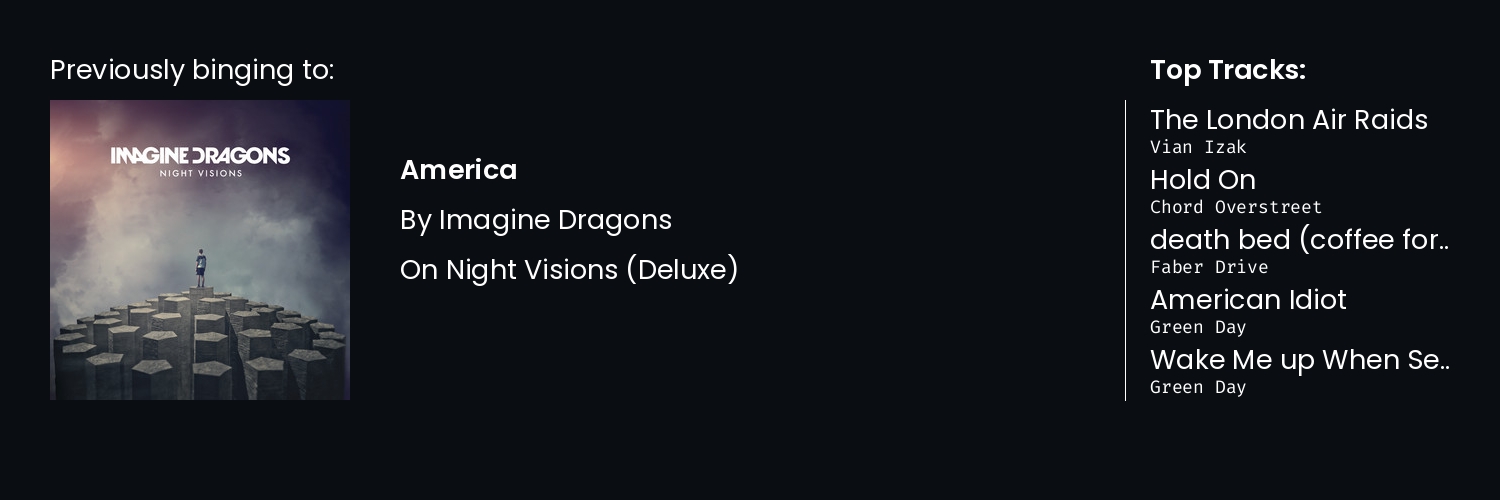 Previously binging to:
IMAGINE DRAGONS
NIGHT VISIONS
America
By Imagine Dragons
On Night Visions (Deluxe)
Top Tracks:
The London Air Raids
Vian Izak
Hold On
Chord Overstreet
death bed (coffee for..
Faber Drive
American Idiot
Green Day
Wake Me up When Se..
Green Day